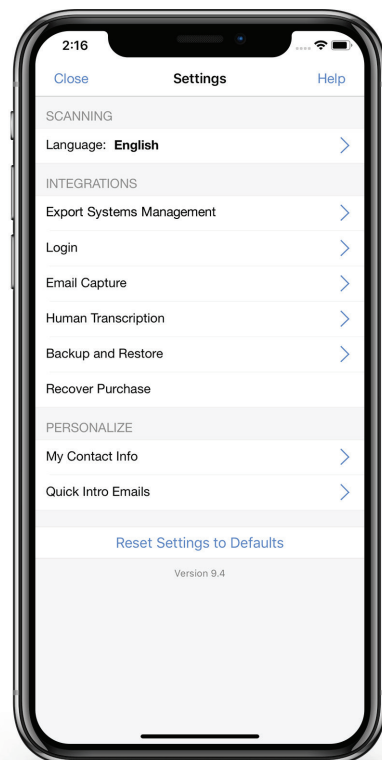 2:16
Close Settings Help
SCANNING
Language: English
INTEGRATIONS
Export Systems Management
Login
Email Capture
Human Transcription
Backup and Restore
Recover Purchase
PERSONALIZE
My Contact Info
Quick Intro Emails
Reset Settings to Defaults
Version 9.4